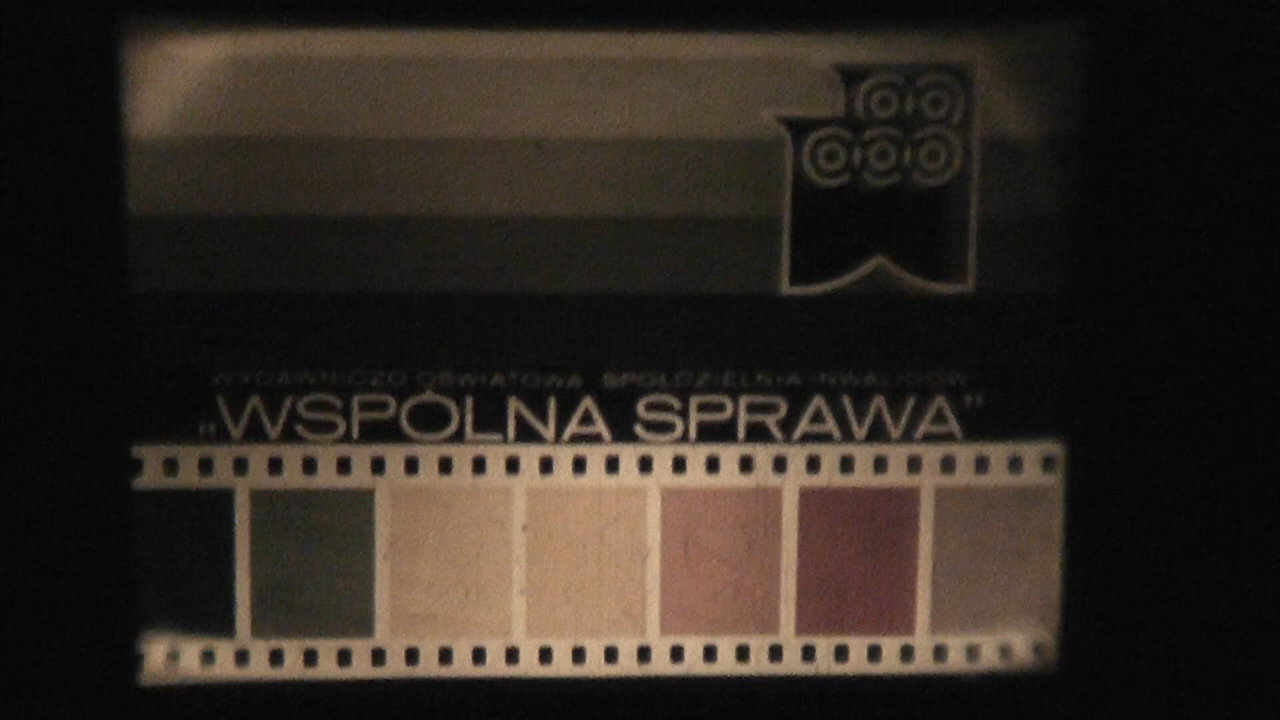 WYDAWNICZO OŚWIATOWA SPÓŁDZIELNIA INWALIDÓW
„WSPÓLNA SPRAWA”